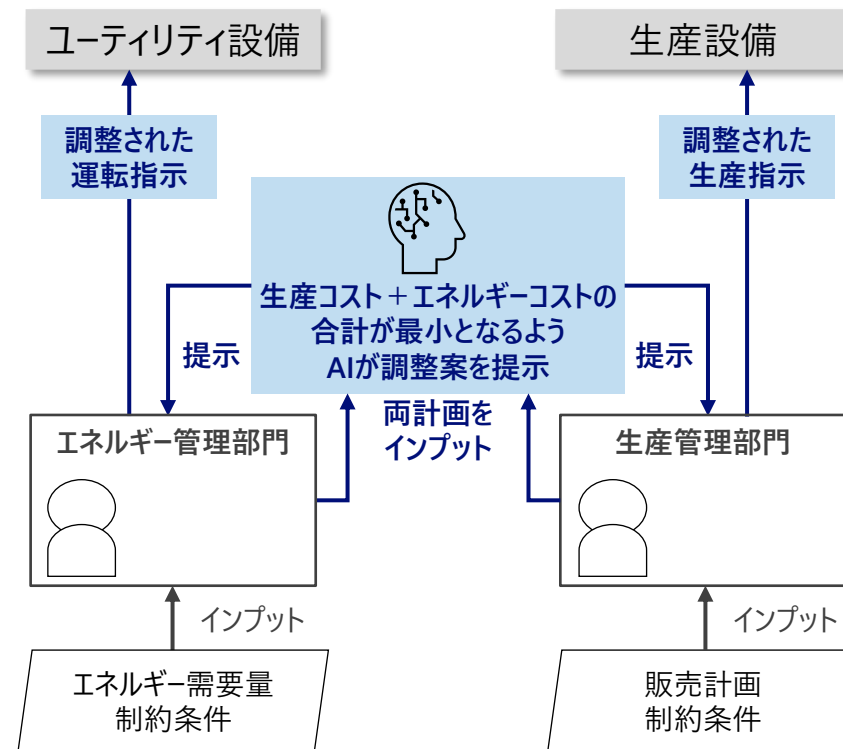 ユーティリティ設備
生産設備
調整された
運転指示
調整された
生産指示
生産コスト＋エネルギーコストの
合計が最小となるよう
AIが調整案を提示
提示
提示
両計画を
インプット
エネルギー管理部門
生産管理部門
インプット
インプット
エネルギー需要量
制約条件
販売計画
制約条件